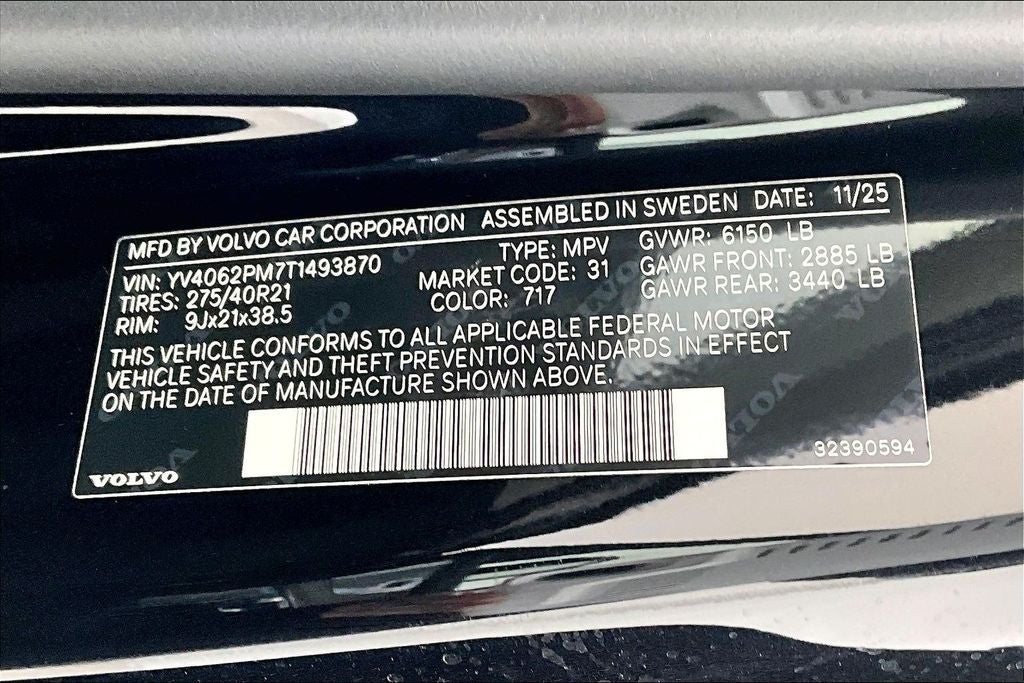 MFD BY VOLVO CAR CORPORATION ASSEMBLED IN SWEDEN DATE: 11/25
VIN: YV4062PM7T1493870 TYPE: MPV GVWR: 6150 LB
TIRES: 275/40R21 MARKET CODE: 31 GAWR FRONT: 2885 LB
RIM: 9Jx21x38.5 COLOR: 717 GAWR REAR: 3440 LB
THIS VEHICLE CONFORMS TO ALL APPLICABLE FEDERAL MOTOR
VEHICLE SAFETY AND THEFT PREVENTION STANDARDS IN EFFECT
ON THE DATE OF MANUFACTURE SHOWN ABOVE.
VOLVO 32390594